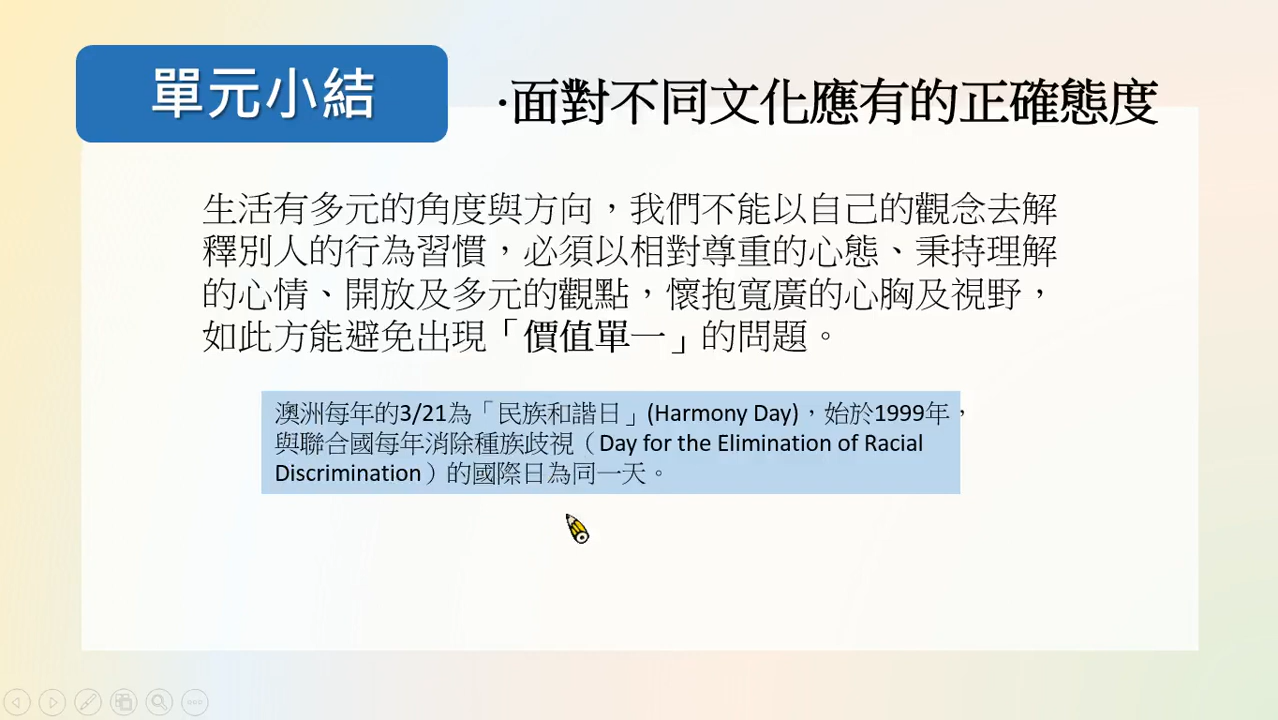 單元小結
·面對不同文化應有的正確態度
生活有多元的角度與方向，我們不能以自己的觀念去解
釋別人的行為習慣，必須以相對尊重的心態、秉持理解
的心情、開放及多元的觀點，懷抱寬廣的心胸及視野，
如此方能避免出現「價值單一」的問題。
澳洲每年的3/21為「民族和諧日」(Harmony Day)，始於1999年，
與聯合國每年消除種族歧視（Day for the Elimination of Racial
Discrimination）的國際日為同一天。